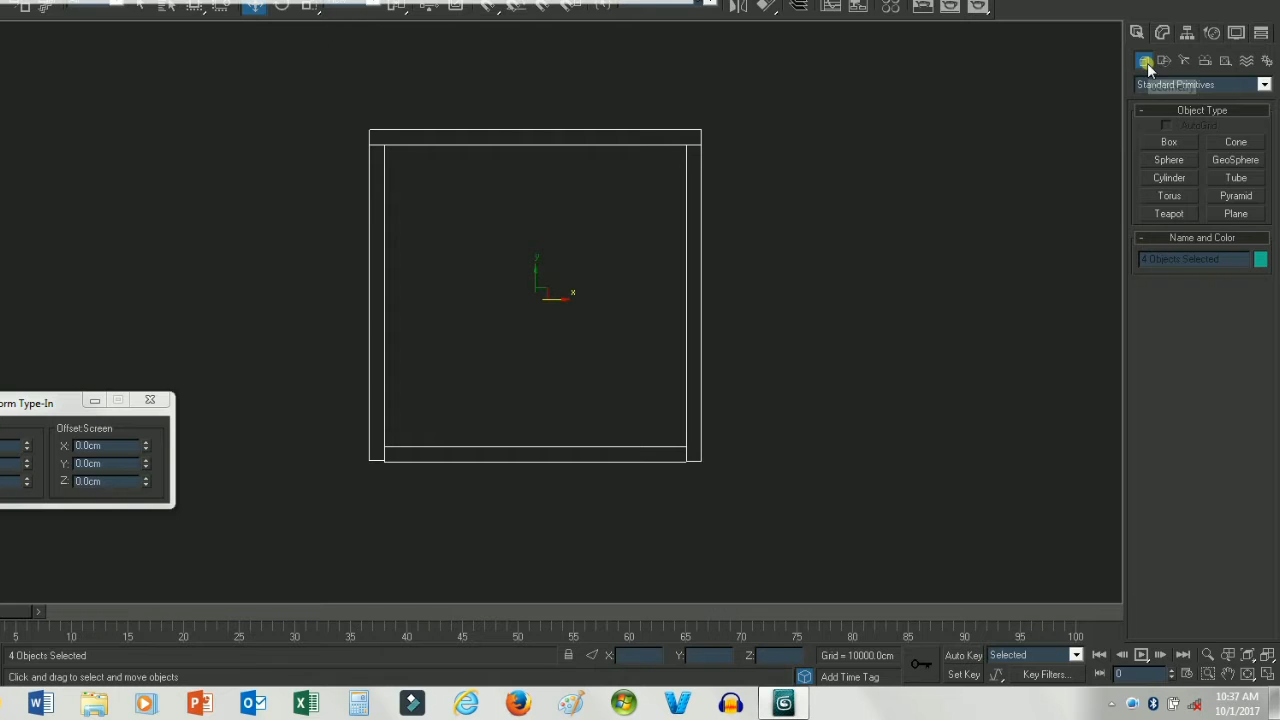 Standard Primitives
- Object Type
AutoGrid
Box Cone
Sphere GeoSphere
Cylinder Tube
Torus Pyramid
Teapot Plane
- Name and Color
4 Objects Selected
y
x
orm Type-In
Offset:Screen
X: 0.0cm
Y: 0.0cm
Z: 0.0cm
5 10 15 20 25 30 35 40 45 50 55 60 65 70 75 80 85 90 95 100
4 Objects Selected X: Y: Z: Grid = 10000.0cm Auto Key Selected
Click and drag to select and move objects Add Time Tag Set Key Key Filters... 0
10:37 AM
10/1/2017